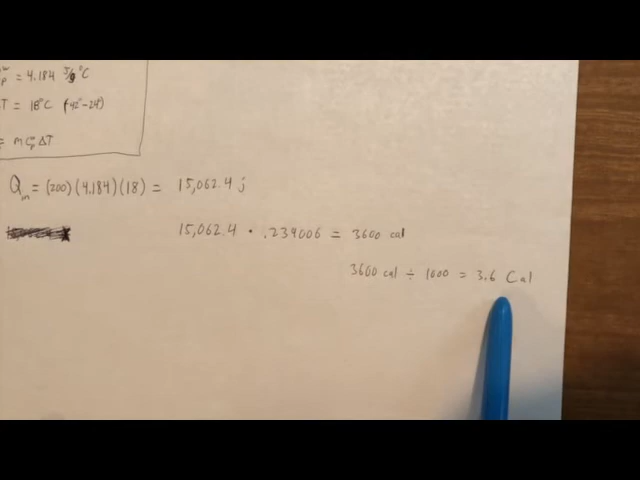 = 4.184 J/g°C
T = 18°C (42°-24°)
= mCΔT
Qin = (200)(4.184)(18) = 15,062.4 j
15,062.4 • .239006 = 3600 cal
3600 cal ÷ 1000 = 3.6 Cal